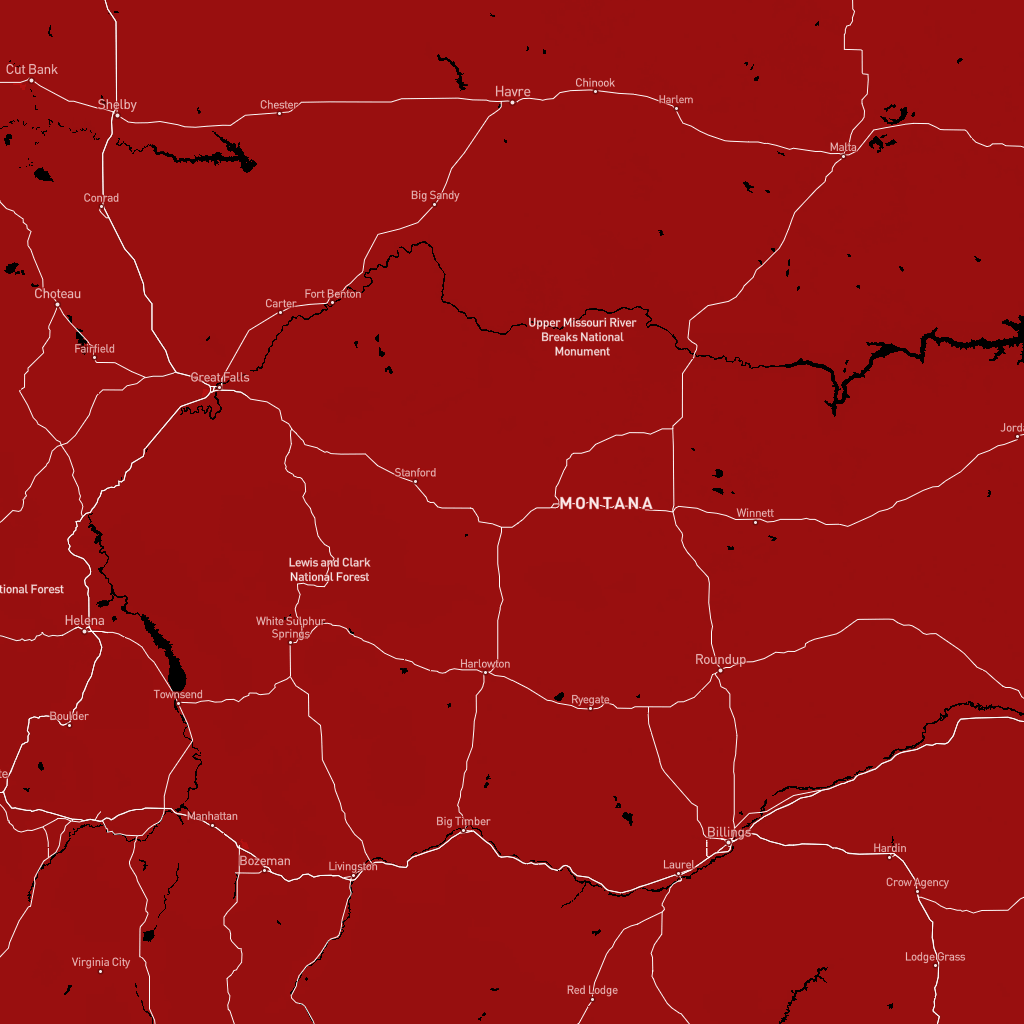 Cut Bank
Shelby
Chester
Havre
Chinook
Harlem
Malta
Conrad
Big Sandy
Choteau
Carter
Fort Benton
Upper Missouri River
Breaks National
Monument
Fairfield
Great Falls
Jorda
Stanford
MONTANA
Winnett
Lewis and Clark
National Forest
tional Forest
Helena
White Sulphur
Springs
Harlowton
Roundup
Townsend
Ryegate
Boulder
te
Manhattan
Big Timber
Billings
Bozeman
Livingston
Laurel
Hardin
Crow Agency
Virginia City
Lodge Grass
Red Lodge